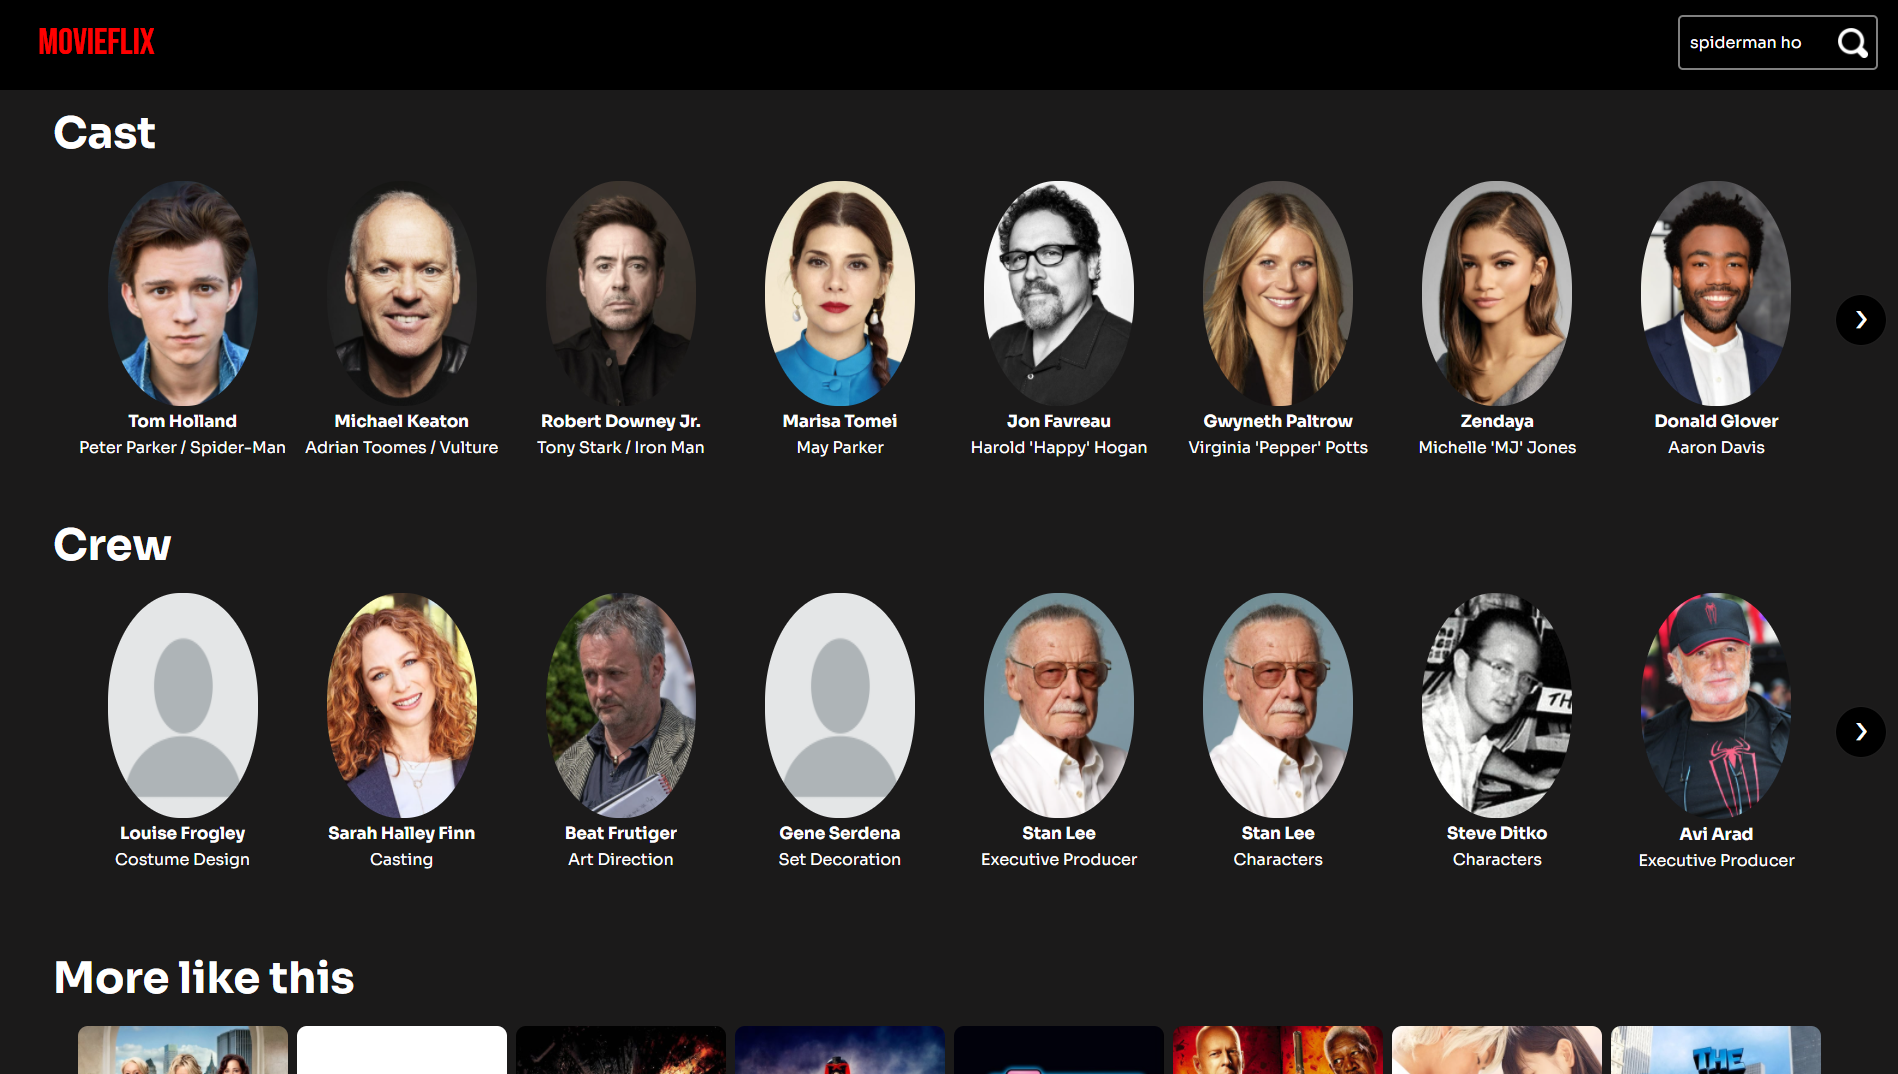 MOVIEFLIX
spiderman ho
Cast
Tom Holland
Peter Parker / Spider-Man
Michael Keaton
Adrian Toomes / Vulture
Robert Downey Jr.
Tony Stark / Iron Man
Marisa Tomei
May Parker
Jon Favreau
Harold 'Happy' Hogan
Gwyneth Paltrow
Virginia 'Pepper' Potts
Zendaya
Michelle 'MJ' Jones
Donald Glover
Aaron Davis
Crew
Louise Frogley
Costume Design
Sarah Halley Finn
Casting
Beat Frutiger
Art Direction
Gene Serdena
Set Decoration
Stan Lee
Executive Producer
Stan Lee
Characters
TH
Steve Ditko
Characters
Avi Arad
Executive Producer
More like this
THE